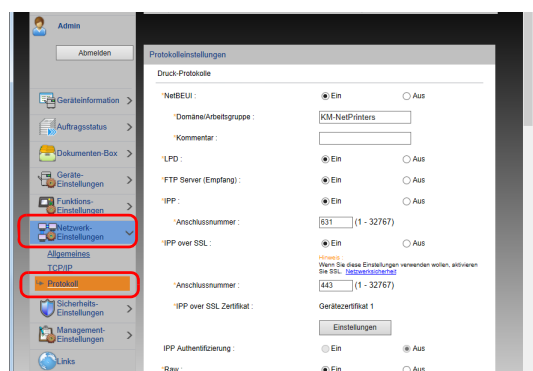 Admin
Abmelden
Geräteinformation
Auftragsstatus
Dokumenten-Box
Geräte-
Einstellungen
Funktions-
Einstellungen
Netzwerk-
Einstellungen
Allgemeines
TCP/IP
Protokoll
Sicherheits-
Einstellungen
Management-
Einstellungen
Links
Protokolleinstellungen
Druck-Protokolle
*NetBEUI : Ein Aus
*Domäne/Arbeitsgruppe : KM-NetPrinters
*Kommentar :
*LPD : Ein Aus
*FTP Server (Empfang) : Ein Aus
*IPP : Ein Aus
*Anschlussnummer : 631 (1 - 32767)
*IPP over SSL : Ein Aus
Hinweis :
Wenn Sie diese Einstellungen verwenden wollen, aktivieren
Sie SSL. Netzwerksicherheit
*Anschlussnummer : 443 (1 - 32767)
*IPP over SSL Zertifikat : Gerätezertifikat 1
Einstellungen
IPP Authentifizierung : Ein Aus
*Raw : Ein Aus